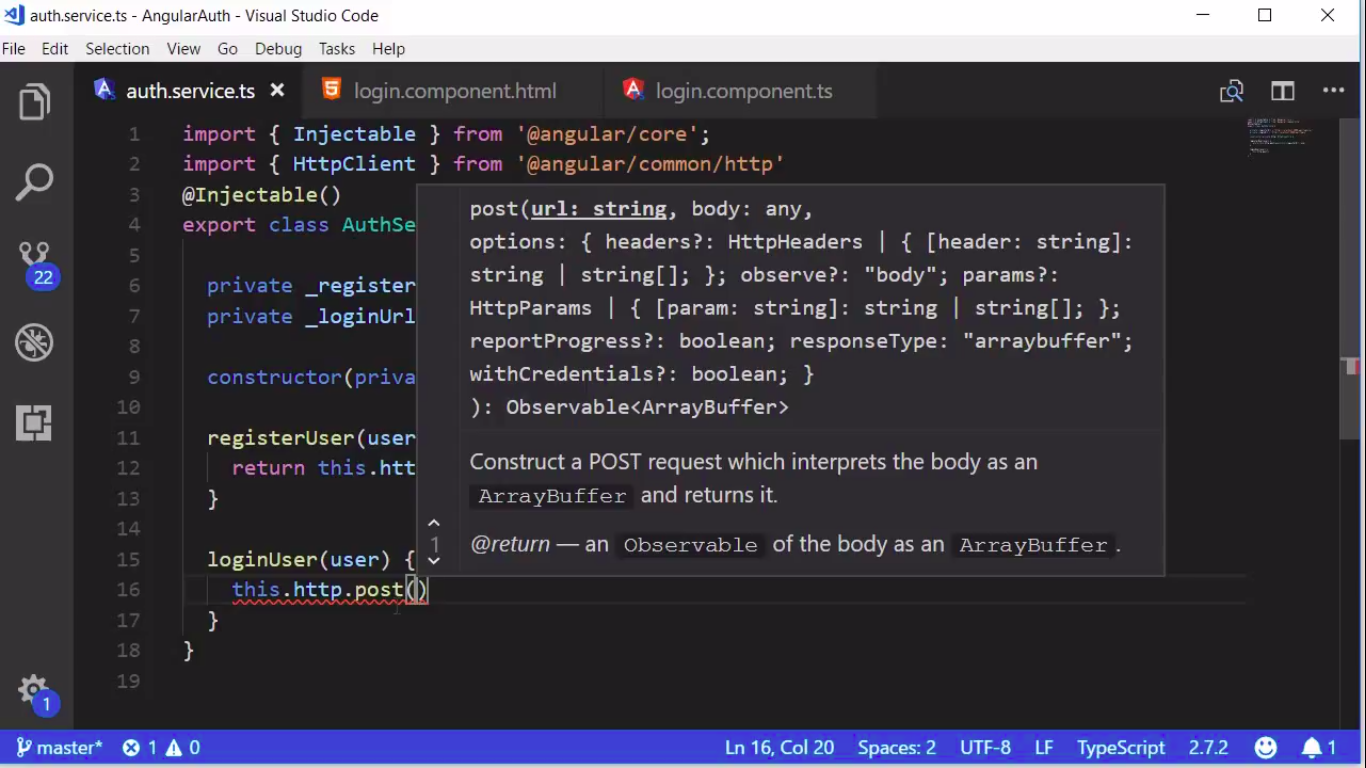 auth.service.ts - AngularAuth - Visual Studio Code
File Edit Selection View Go Debug Tasks Help
auth.service.ts login.component.html login.component.ts
1 import { Injectable } from '@angular/core';
2 import { HttpClient } from '@angular/common/http'
3 @Injectable()
4 export class AuthSe
5
6 private _register
7 private _loginUrl
8
9 constructor(priva
10
11 registerUser(user
12 return this.htt
13 }
14
15 loginUser(user) {
16 this.http.post()
17 }
18 }
19
post(url: string, body: any,
options: { headers?: HttpHeaders | { [header: string]:
string | string[]; }; observe?: "body"; params?:
HttpParams | { [param: string]: string | string[]; };
reportProgress?: boolean; responseType: "arraybuffer";
withCredentials?: boolean; }
): Observable<ArrayBuffer>
Construct a POST request which interprets the body as an
ArrayBuffer and returns it.
1
@return — an Observable of the body as an ArrayBuffer.
22
1
master* 1 0 Ln 16, Col 20 Spaces: 2 UTF-8 LF TypeScript 2.7.2 1